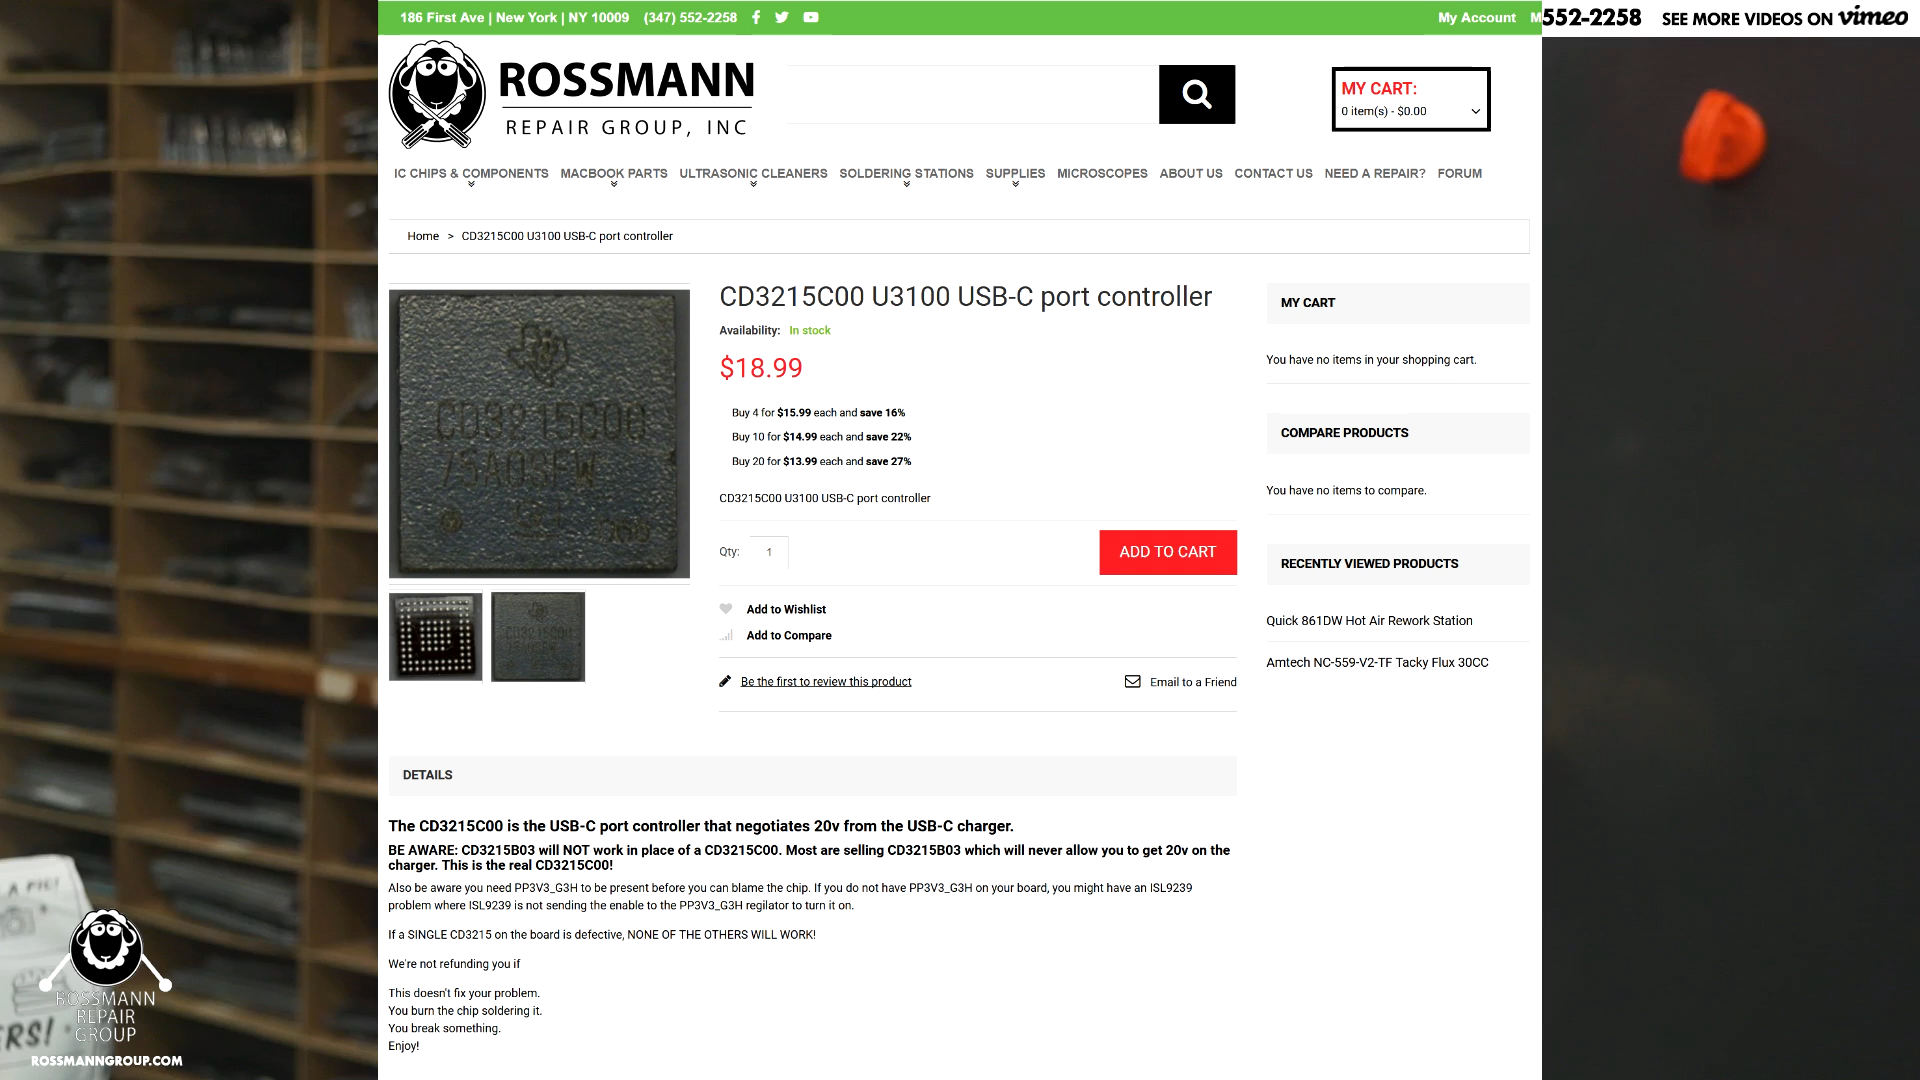 186 First Ave | New York | NY 10009 (347) 552-2258
My Account M
552-2258 SEE MORE VIDEOS ON vimeo
ROSSMANN
REPAIR GROUP, INC
MY CART:
0 item(s) - $0.00
IC CHIPS & COMPONENTS MACBOOK PARTS ULTRASONIC CLEANERS SOLDERING STATIONS SUPPLIES MICROSCOPES ABOUT US CONTACT US NEED A REPAIR? FORUM
Home > CD3215C00 U3100 USB-C port controller
CD3215C00
75A0SFW
CD3215C00 U3100 USB-C port controller
Availability: In stock
$18.99
Buy 4 for $15.99 each and save 16%
Buy 10 for $14.99 each and save 22%
Buy 20 for $13.99 each and save 27%
CD3215C00 U3100 USB-C port controller
Qty: 1 ADD TO CART
Add to Wishlist
Add to Compare
Be the first to review this product
Email to a Friend
MY CART
You have no items in your shopping cart.
COMPARE PRODUCTS
You have no items to compare.
RECENTLY VIEWED PRODUCTS
Quick 861DW Hot Air Rework Station
Amtech NC-559-V2-TF Tacky Flux 30CC
DETAILS
The CD3215C00 is the USB-C port controller that negotiates 20v from the USB-C charger.
BE AWARE: CD3215B03 will NOT work in place of a CD3215C00. Most are selling CD3215B03 which will never allow you to get 20v on the
charger. This is the real CD3215C00!
Also be aware you need PP3V3_G3H to be present before you can blame the chip. If you do not have PP3V3_G3H on your board, you might have an ISL9239
problem where ISL9239 is not sending the enable to the PP3V3_G3H regilator to turn it on.
If a SINGLE CD3215 on the board is defective, NONE OF THE OTHERS WILL WORK!
We're not refunding you if
This doesn't fix your problem.
You burn the chip soldering it.
You break something.
Enjoy!
A PIC!
ERS!
ROSSMANN
REPAIR
GROUP
ROSSMANNGROUP.COM